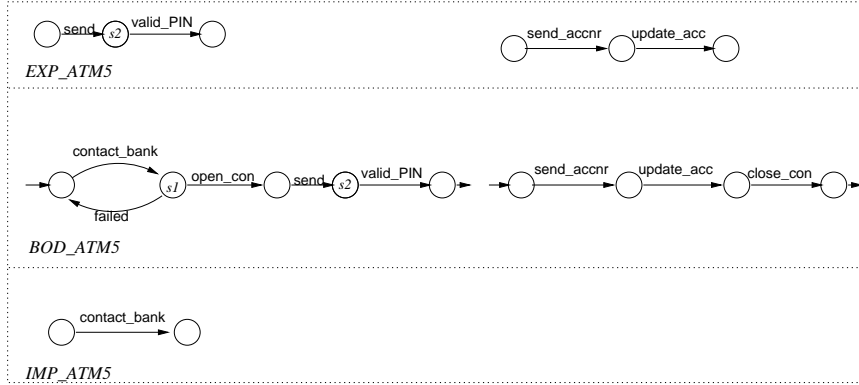 send s2 valid_PIN send_accnr update_acc
EXP_ATM5
contact_bank
s1 open_con send s2 valid_PIN send_accnr update_acc close_con
failed
BOD_ATM5
contact_bank
IMP_ATM5